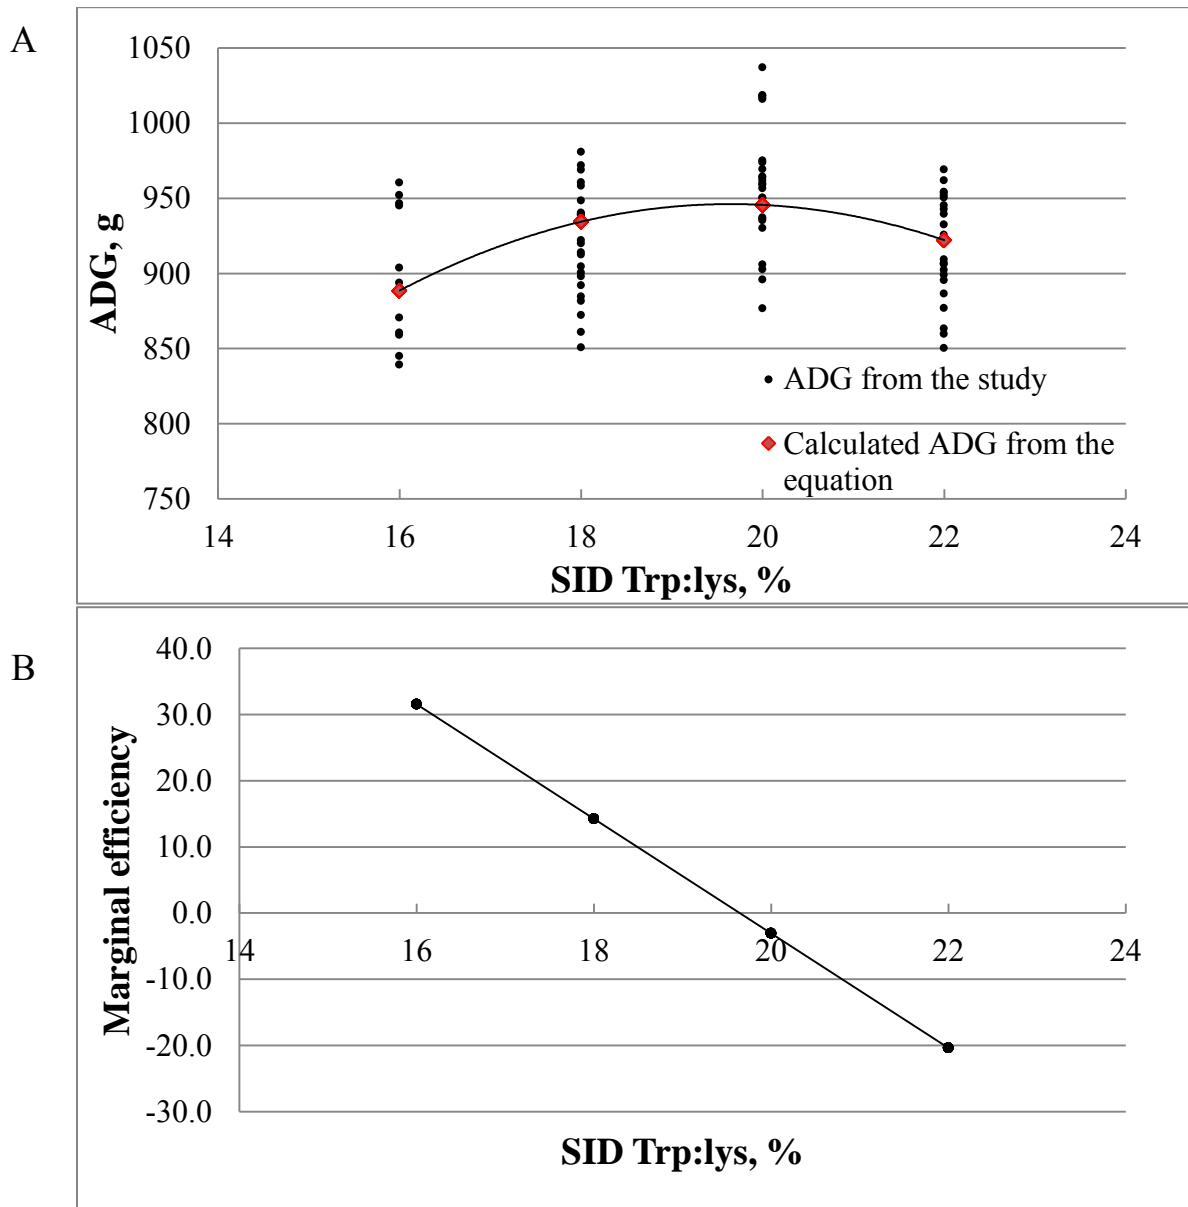 A
1050
1000
950
900
850
800
750
ADG, g
ADG from the study
Calculated ADG from the
equation
14 16 18 20 22 24
SID Trp:lys, %
B
40.0
30.0
20.0
10.0
0.0
-10.0
-20.0
-30.0
Marginal efficiency
14 16 18 20 22 24
SID Trp:lys, %